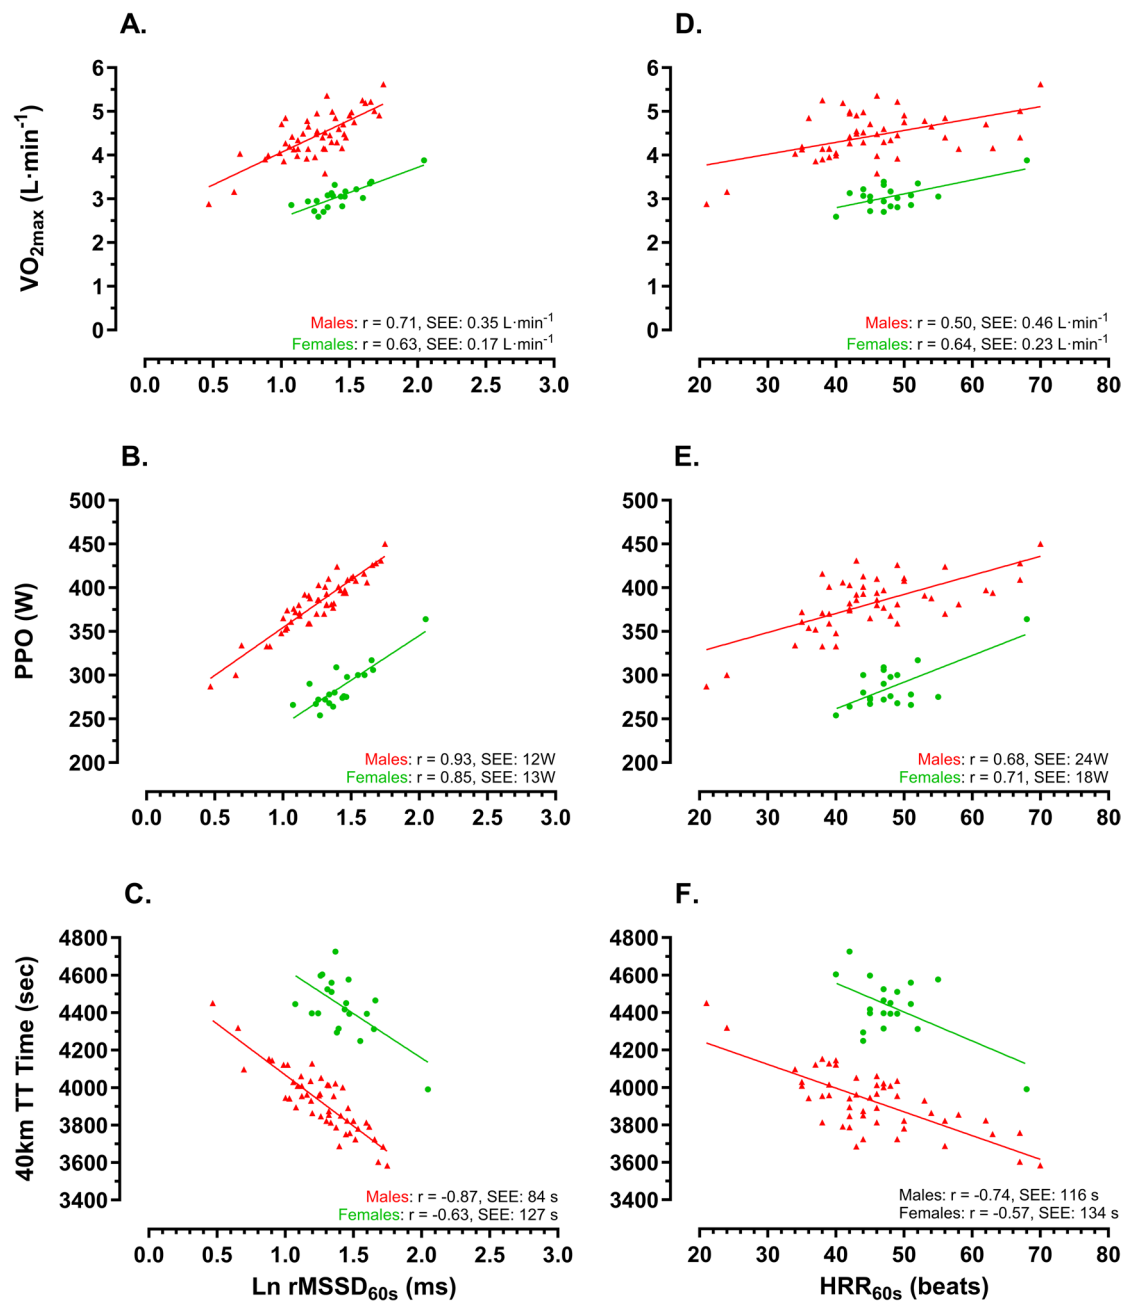 A.
VO2max (L·min-1)
6
5
4
3
2
1
0
Males: r = 0.71, SEE: 0.35 L·min-1
Females: r = 0.63, SEE: 0.17 L·min-1
0.0 0.5 1.0 1.5 2.0 2.5 3.0
D.
6
5
4
3
2
1
0
Males: r = 0.50, SEE: 0.46 L·min-1
Females: r = 0.64, SEE: 0.23 L·min-1
20 30 40 50 60 70 80
B.
PPO (W)
500
450
400
350
300
250
200
Males: r = 0.93, SEE: 12W
Females: r = 0.85, SEE: 13W
0.0 0.5 1.0 1.5 2.0 2.5 3.0
E.
500
450
400
350
300
250
200
Males: r = 0.68, SEE: 24W
Females: r = 0.71, SEE: 18W
20 30 40 50 60 70 80
C.
40km TT Time (sec)
4800
4600
4400
4200
4000
3800
3600
3400
Males: r = -0.87, SEE: 84 s
Females: r = -0.63, SEE: 127 s
0.0 0.5 1.0 1.5 2.0 2.5 3.0
Ln rMSSD60s (ms)
F.
4800
4600
4400
4200
4000
3800
3600
3400
Males: r = -0.74, SEE: 116 s
Females: r = -0.57, SEE: 134 s
20 30 40 50 60 70 80
HRR60s (beats)